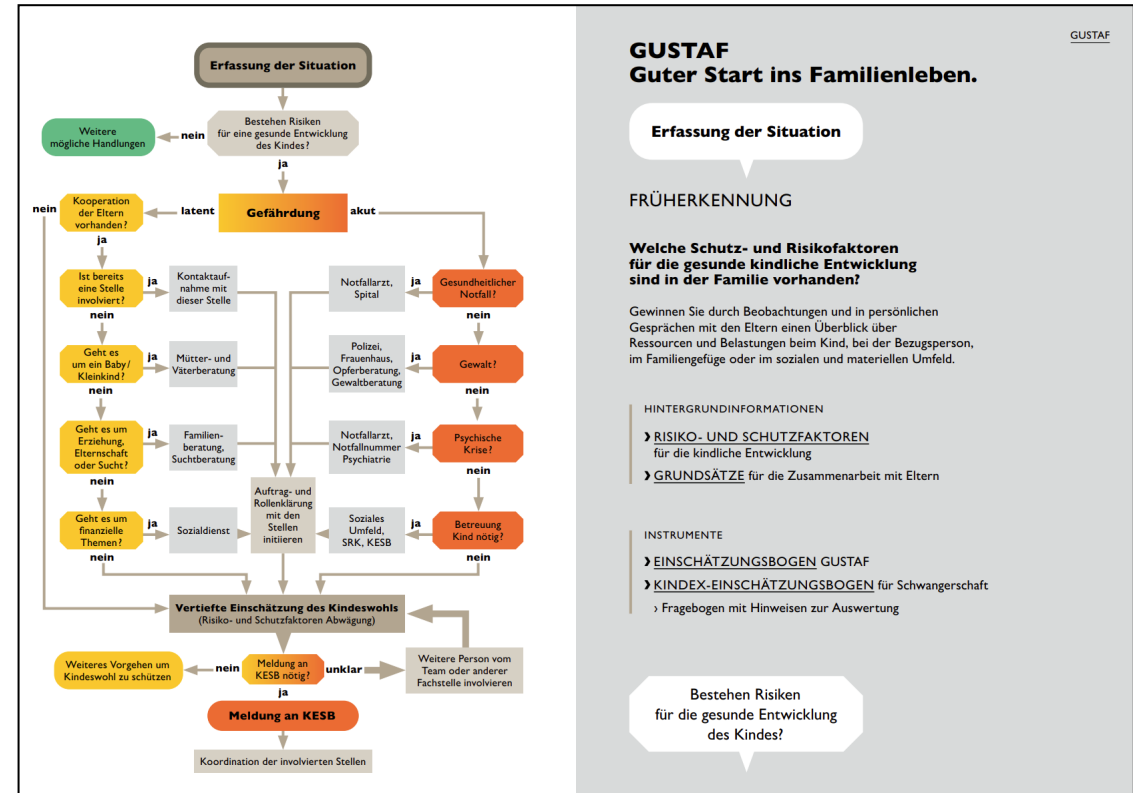 Erfassung der Situation
Bestehen Risiken
für eine gesunde Entwicklung
des Kindes?
nein
Weitere
mögliche Handlungen
ja
Gefährdung
latent
akut
Kooperation
der Eltern
vorhanden?
nein
ja
Ist bereits
eine Stelle
involviert?
ja
Kontaktauf-
nahme mit
dieser Stelle
nein
Geht es
um ein Baby/
Kleinkind?
ja
Mütter- und
Väterberatung
nein
Geht es um
Erziehung,
Elternschaft
oder Sucht?
ja
Familien-
beratung,
Suchtberatung
nein
Geht es um
finanzielle
Themen?
ja
Sozialdienst
nein
Gesundheitlicher
Notfall?
ja
Notfallarzt,
Spital
nein
Gewalt?
ja
Polizei,
Frauenhaus,
Opferberatung,
Gewaltberatung
nein
Psychische
Krise?
ja
Notfallarzt,
Notfallnummer
Psychiatrie
nein
Betreuung
Kind nötig?
ja
Soziales
Umfeld,
SRK, KESB
nein
Auftrag- und
Rollenklärung
mit den
Stellen
initiieren
Vertiefte Einschätzung des Kindeswohls
(Risiko- und Schutzfaktoren Abwägung)
Meldung an
KESB nötig?
nein
Weiteres Vorgehen um
Kindeswohl zu schützen
unklar
Weitere Person vom
Team oder anderer
Fachstelle involvieren
ja
Meldung an KESB
Koordination der involvierten Stellen
GUSTAF
GUSTAF
Guter Start ins Familienleben.
Erfassung der Situation
FRÜHERKENNUNG
Welche Schutz- und Risikofaktoren
für die gesunde kindliche Entwicklung
sind in der Familie vorhanden?
Gewinnen Sie durch Beobachtungen und in persönlichen
Gesprächen mit den Eltern einen Überblick über
Ressourcen und Belastungen beim Kind, bei der Bezugsperson,
im Familiengefüge oder im sozialen und materiellen Umfeld.
HINTERGRUNDINFORMATIONEN
❯ RISIKO- UND SCHUTZFAKTOREN
für die kindliche Entwicklung
❯ GRUNDSÄTZE für die Zusammenarbeit mit Eltern
INSTRUMENTE
❯ EINSCHÄTZUNGSBOGEN GUSTAF
❯ KINDEX-EINSCHÄTZUNGSBOGEN für Schwangerschaft
› Fragebogen mit Hinweisen zur Auswertung
Bestehen Risiken
für die gesunde Entwicklung
des Kindes?